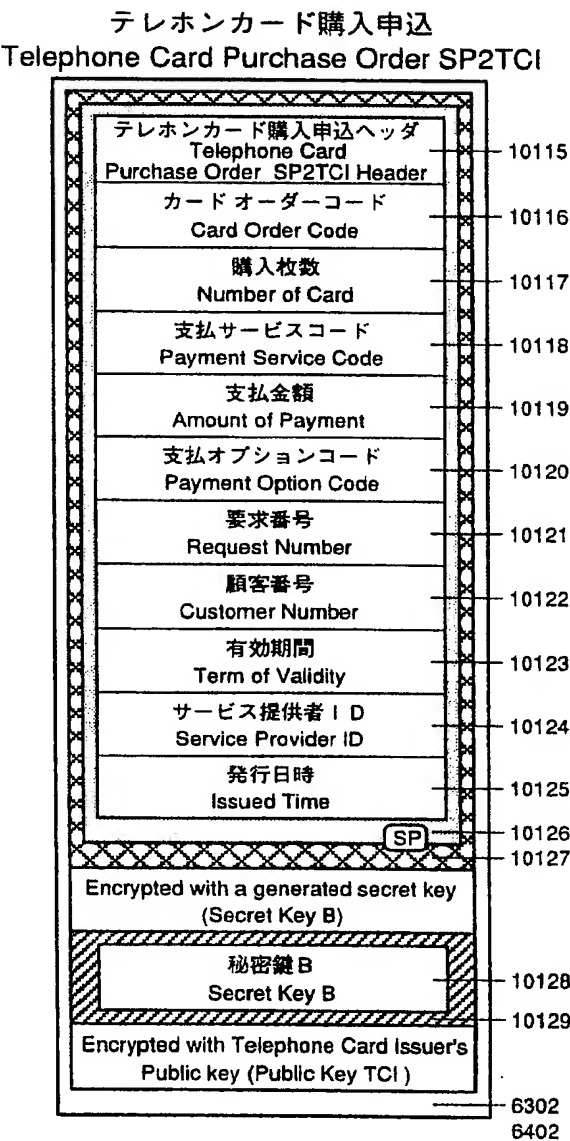 テレホンカード購入申込
Telephone Card Purchase Order SP2TCI
テレホンカード購入申込ヘッダ
Telephone Card
Purchase Order SP2TCI Header
10115
カード オーダーコード
Card Order Code
10116
購入枚数
Number of Card
10117
支払サービスコード
Payment Service Code
10118
支払金額
Amount of Payment
10119
支払オプションコード
Payment Option Code
10120
要求番号
Request Number
10121
顧客番号
Customer Number
10122
有効期間
Term of Validity
10123
サービス提供者ID
Service Provider ID
10124
発行日時
Issued Time
10125
SP
10126
10127
Encrypted with a generated secret key
(Secret Key B)
秘密鍵B
Secret Key B
10128
10129
Encrypted with Telephone Card Issuer's
Public key (Public Key TCI )
6302
6402